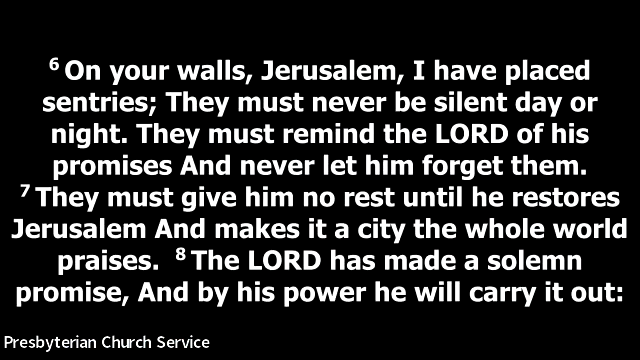 ⁶ On your walls, Jerusalem, I have placed
sentries; They must never be silent day or
night. They must remind the LORD of his
promises And never let him forget them.
⁷ They must give him no rest until he restores
Jerusalem And makes it a city the whole world
praises. ⁸ The LORD has made a solemn
promise, And by his power he will carry it out:
Presbyterian Church Service